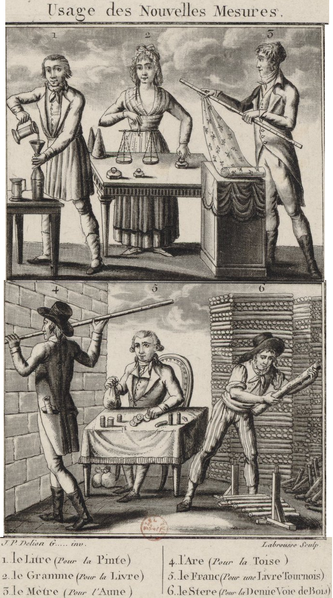 Usage des Nouvelles Mesures.
1 2 3
4 5 6
J. P. Delion G..... inv. Labrousse Sculp.
1. le Litre (Pour la Pinte)
2. le Gramme (Pour la Livre)
3. le Métre (Pour l'Aune)
4. l'Are (Pour la Toise)
5. le Franc (Pour une Livre Tournois)
6. le Stere (Pour la Demie Voie de Bois)